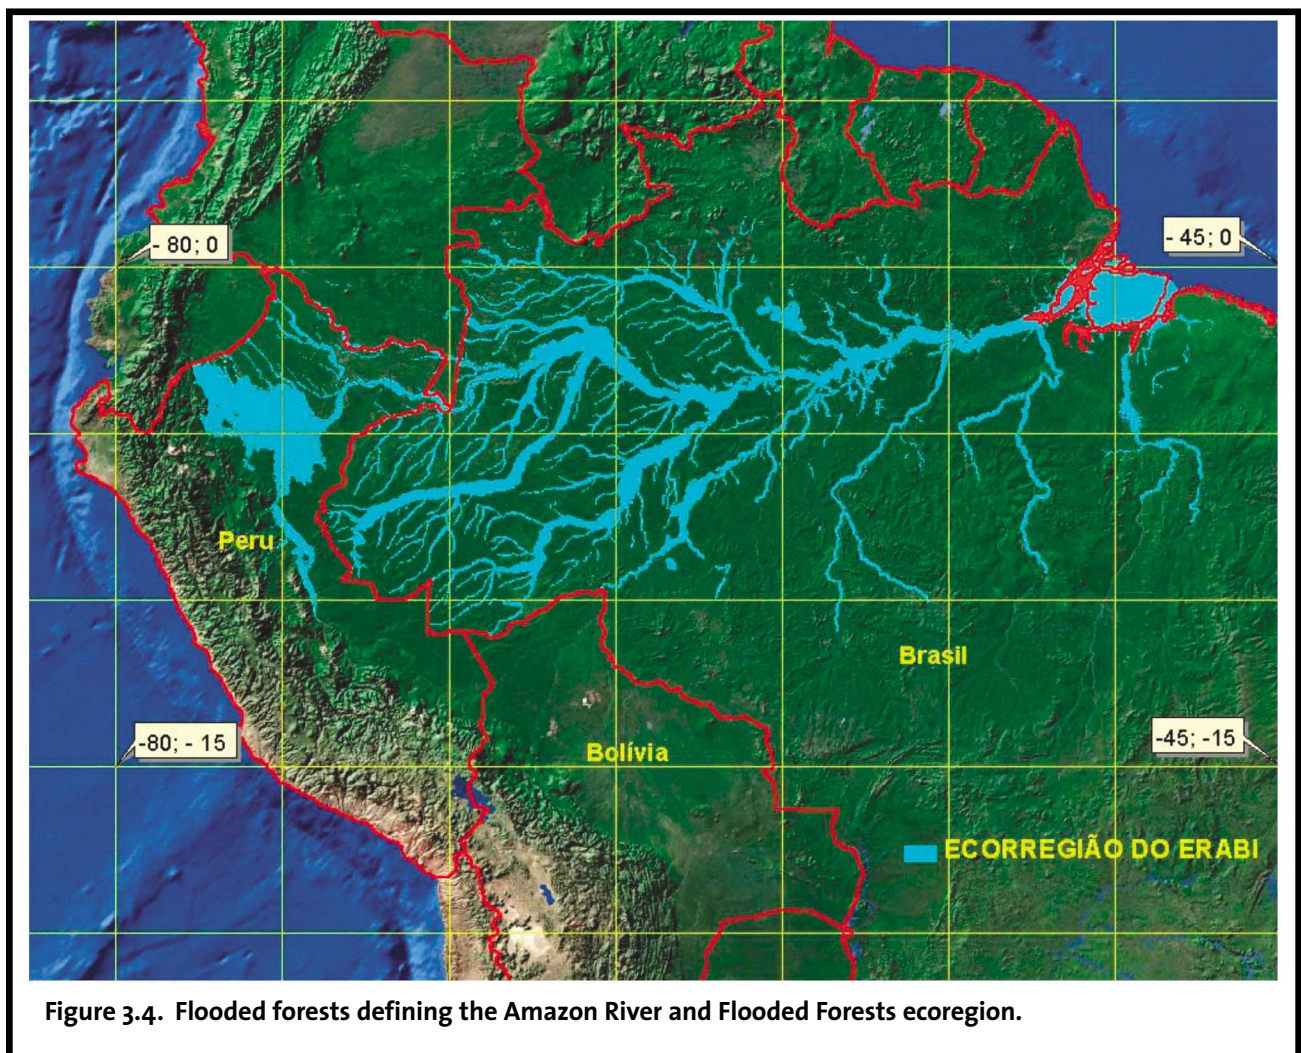 - 80; 0
- 45; 0
Peru
Brasil
-80; - 15
Bolívia
-45; -15
ECORREGIÃO DO ERABI
Figure 3.4. Flooded forests defining the Amazon River and Flooded Forests ecoregion.